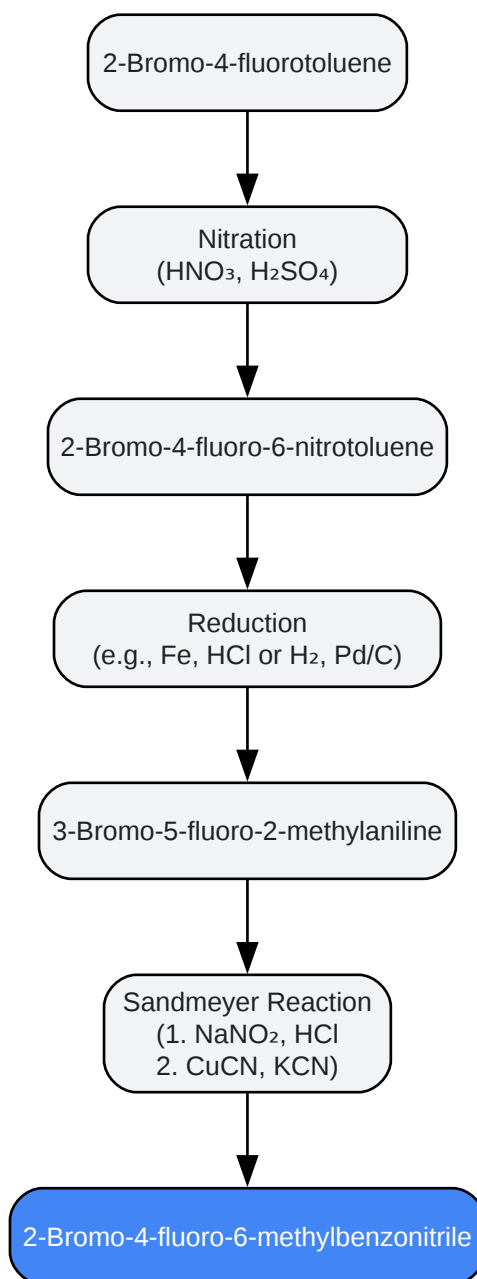 2-Bromo-4-fluorotoluene
Nitration
(HNO₃, H₂SO₄)
2-Bromo-4-fluoro-6-nitrotoluene
Reduction
(e.g., Fe, HCl or H₂, Pd/C)
3-Bromo-5-fluoro-2-methylaniline
Sandmeyer Reaction
(1. NaNO₂, HCl
2. CuCN, KCN)
2-Bromo-4-fluoro-6-methylbenzonitrile